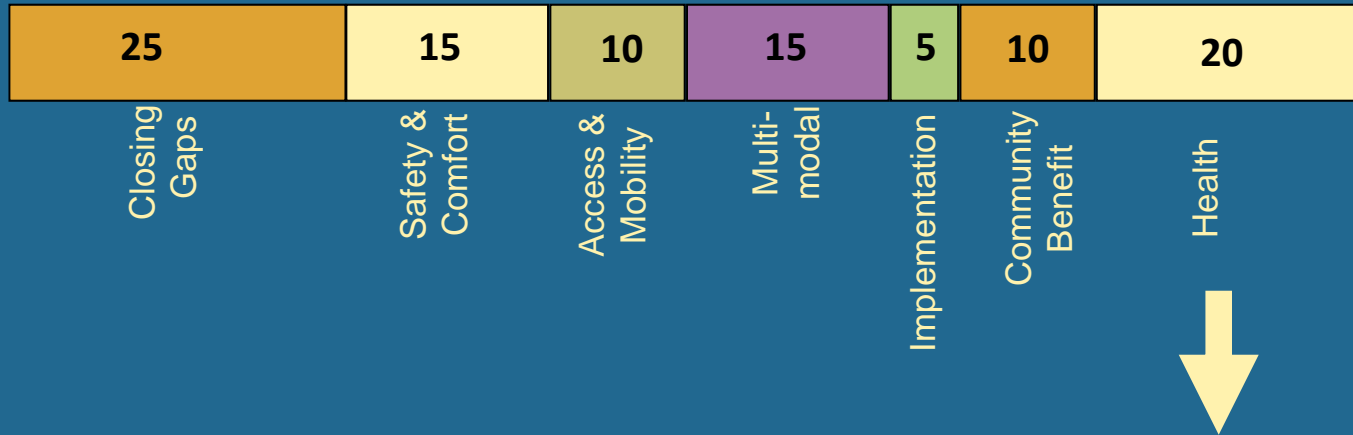 25 15 10 15 5 10 20
Closing
Gaps
Safety &
Comfort
Access &
Mobility
Multi-
modal
Implementation
Community
Benefit
Health